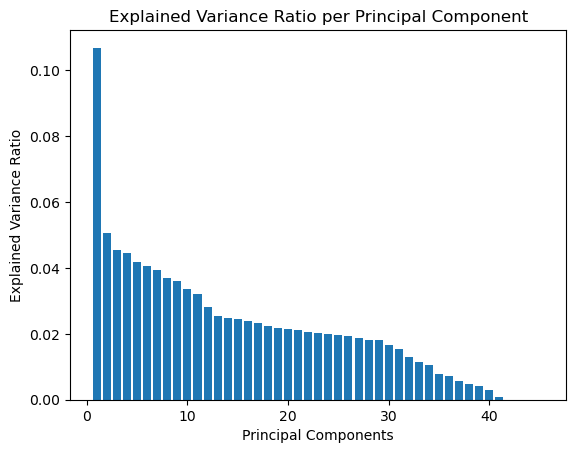 Explained Variance Ratio per Principal Component
0.10
0.08
0.06
0.04
0.02
0.00
Explained Variance Ratio
0 10 20 30 40
Principal Components